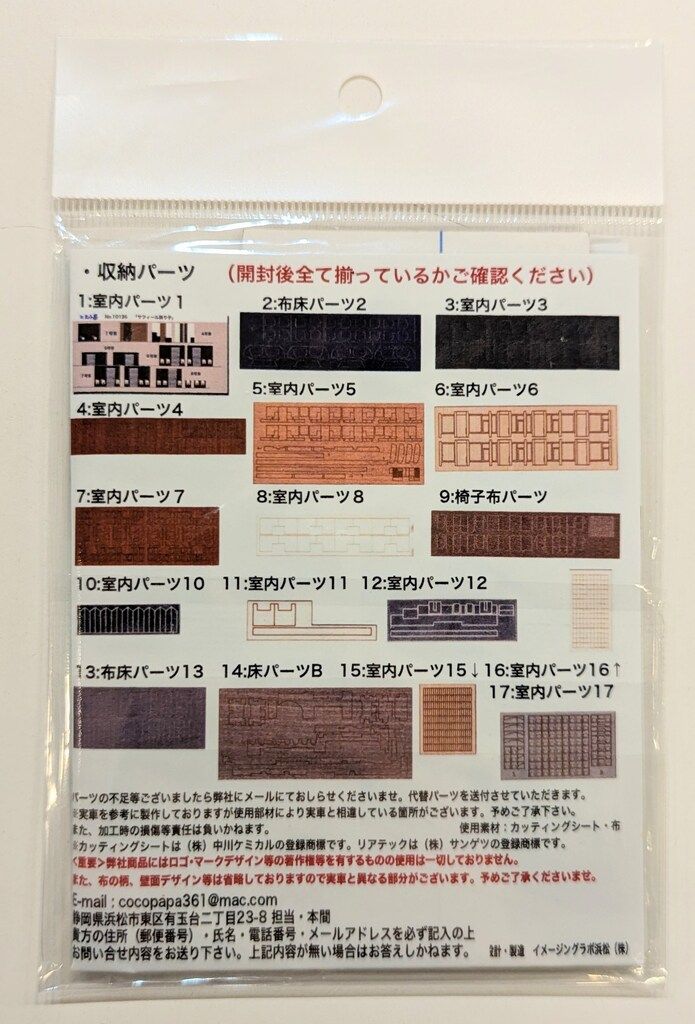 ・収納パーツ （開封後全て揃っているかご確認ください）
1:室内パーツ1 2:布床パーツ2 3:室内パーツ3
No.10136 「サフィール踊り子」
4:室内パーツ4 5:室内パーツ5 6:室内パーツ6
7:室内パーツ7 8:室内パーツ8 9:椅子布パーツ
10:室内パーツ10 11:室内パーツ11 12:室内パーツ12
13:布床パーツ13 14:床パーツB 15:室内パーツ15↓ 16:室内パーツ16↑
17:室内パーツ17
パーツの不足等ございましたら弊社にメールにておしらせくださいませ。代替パーツを送付させていただきます。
※実車を参考に製作しておりますが使用部材により実車と相違している箇所がございます。予めご了承下さい。
また、加工時の損傷等責任は負いかねます。 使用素材：カッティングシート・布
※カッティングシートは（株）中川ケミカルの登録商標です。リアテックは（株）サンゲツの登録商標です。
<重要>弊社商品にはロゴ・マークデザイン等の著作権等を有するものの使用は一切しておりません。
また、布の柄、壁面デザイン等は省略しておりますので実車と異なる部分がございます。予めご了承くださいませ。
E-mail : cocopapa361@mac.com
静岡県浜松市東区有玉台二丁目23-8 担当・本間
貴方の住所（郵便番号）・氏名・電話番号・メールアドレスを必ず記入の上
お問い合せ内容をお送り下さい。上記内容が無い場合はお答えしかねます。 設計・製造 イメージングラボ浜松（株）